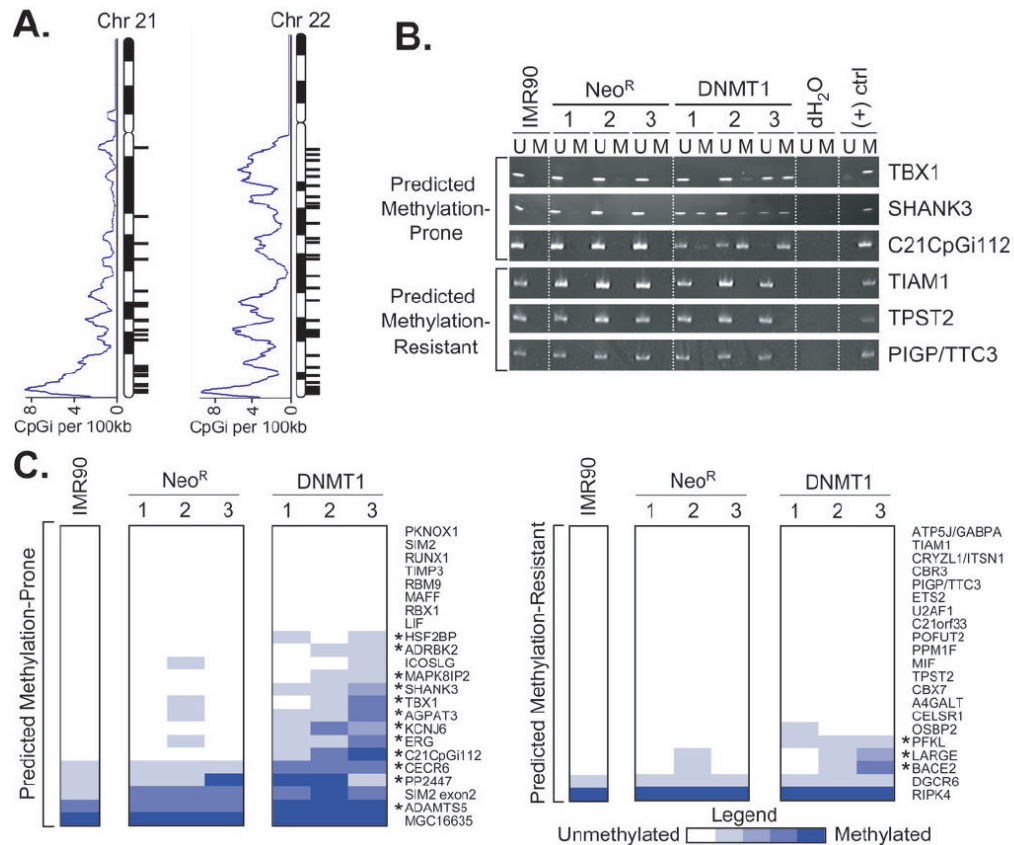 A.
Chr 21
Chr 22
8 4 0
CpGi per 100kb
8 4 0
CpGi per 100kb
B.
IMR90
Neo^R
DNMT1
dH2O
(+) ctrl
1 2 3 1 2 3
U M U M U M U M U M U M U M U M U M
Predicted Methylation-Prone
TBX1
SHANK3
C21CpGi112
Predicted Methylation-Resistant
TIAM1
TPST2
PIGP/TTC3
C.
IMR90
Neo^R
DNMT1
1 2 3 1 2 3
Predicted Methylation-Prone
PKNOX1
SIM2
RUNX1
TIMP3
RBM9
MAFF
RBX1
LIF
*HSF2BP
*ADRBK2
ICOSLG
*MAPK8IP2
*SHANK3
*TBX1
*AGPAT3
*KCNJ6
*ERG
*C21CpGi112
*CECR6
*PP2447
SIM2 exon2
*ADAMTS5
MGC16635
IMR90
Neo^R
DNMT1
1 2 3 1 2 3
Predicted Methylation-Resistant
ATP5J/GABPA
TIAM1
CRYZL1/ITSN1
CBR3
PIGP/TTC3
ETS2
U2AF1
C21orf33
POFUT2
PPM1F
MIF
TPST2
CBX7
A4GALT
CELSR1
OSBP2
*PFKL
*LARGE
*BACE2
DGCR6
RIPK4
Legend
Unmethylated
Methylated